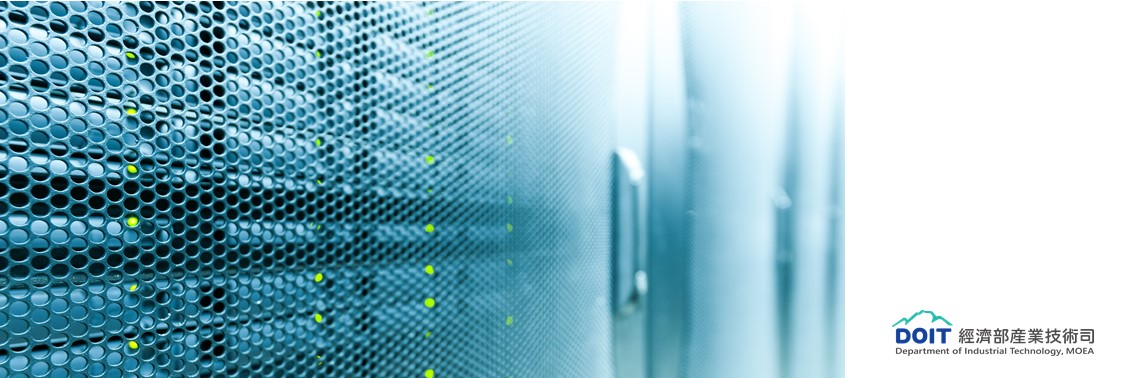 DOIT 經濟部產業技術司
Department of Industrial Technology, MOEA